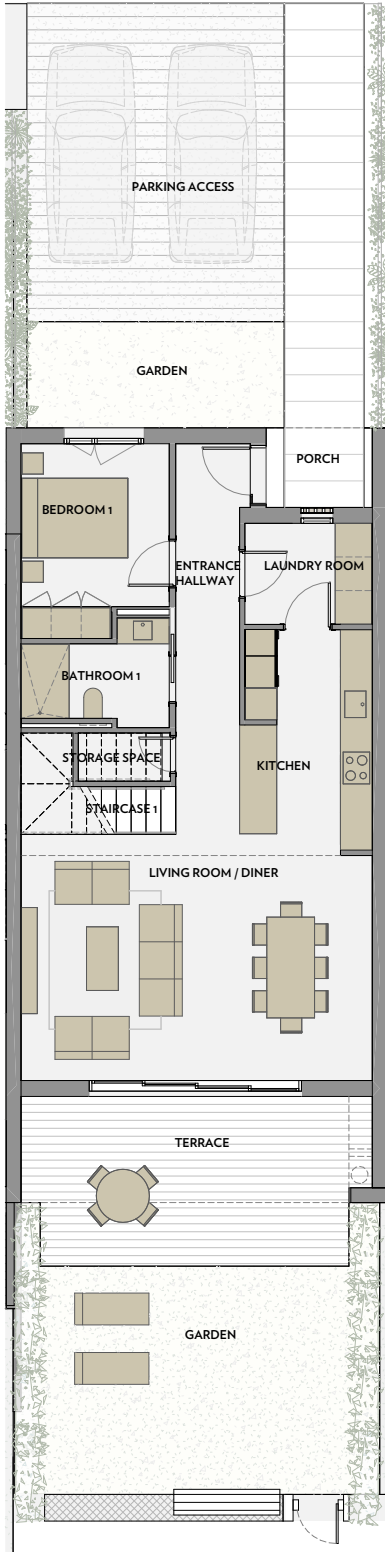 PARKING ACCESS
GARDEN
PORCH
BEDROOM 1
ENTRANCE
HALLWAY
LAUNDRY ROOM
BATHROOM 1
STORAGE SPACE
KITCHEN
STAIRCASE 1
LIVING ROOM / DINER
TERRACE
GARDEN